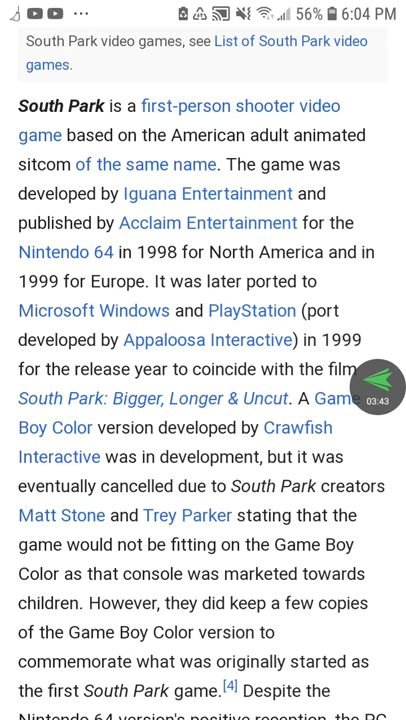 56% 6:04 PM
South Park video games, see List of South Park video
games.
South Park is a first-person shooter video
game based on the American adult animated
sitcom of the same name. The game was
developed by Iguana Entertainment and
published by Acclaim Entertainment for the
Nintendo 64 in 1998 for North America and in
1999 for Europe. It was later ported to
Microsoft Windows and PlayStation (port
developed by Appaloosa Interactive) in 1999
for the release year to coincide with the film
South Park: Bigger, Longer & Uncut. A Game
03:43
Boy Color version developed by Crawfish
Interactive was in development, but it was
eventually cancelled due to South Park creators
Matt Stone and Trey Parker stating that the
game would not be fitting on the Game Boy
Color as that console was marketed towards
children. However, they did keep a few copies
of the Game Boy Color version to
commemorate what was originally started as
the first South Park game.[4] Despite the
Nintendo 64 version's positive reception, the PC